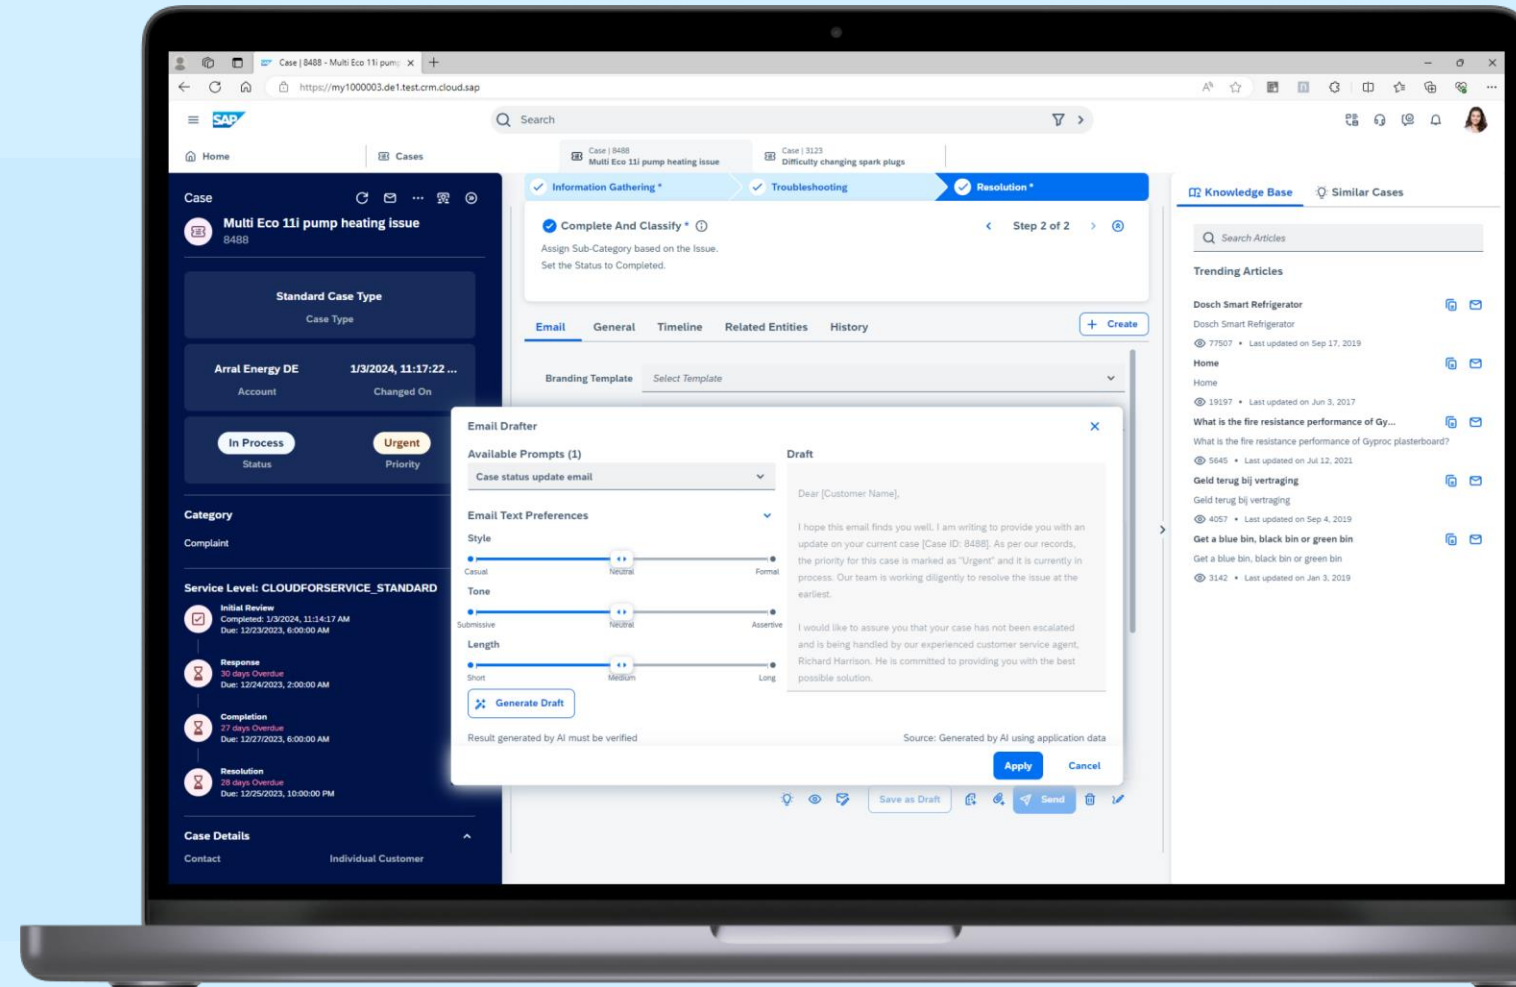 Case | 8488 - Multi Eco 11i pump
https://my1000003.de1.test.crm.cloud.sap
SAP
Search
Home
Cases
Case | 8488
Multi Eco 11i pump heating issue
Case | 3123
Difficulty changing spark plugs
Case
Multi Eco 11i pump heating issue
8488
Standard Case Type
Case Type
Arral Energy DE
1/3/2024, 11:17:22 ...
Account
Changed On
In Process
Urgent
Status
Priority
Category
Complaint
Service Level: CLOUDFORSERVICE_STANDARD
Initial Review
Completed: 1/3/2024, 11:14:17 AM
Due: 12/23/2023, 6:00:00 AM
Response
30 days Overdue
Due: 12/24/2023, 2:00:00 AM
Completion
27 days Overdue
Due: 12/27/2023, 6:00:00 AM
Resolution
28 days Overdue
Due: 12/25/2023, 10:00:00 PM
Case Details
Contact
Individual Customer
Information Gathering *
Troubleshooting
Resolution *
Complete And Classify *
Step 2 of 2
Assign Sub-Category based on the Issue.
Set the Status to Completed.
Email
General
Timeline
Related Entities
History
+ Create
Branding Template
Select Template
Email Drafter
Available Prompts (1)
Case status update email
Email Text Preferences
Style
Casual
Neutral
Formal
Tone
Submissive
Neutral
Assertive
Length
Short
Medium
Long
Generate Draft
Result generated by AI must be verified
Draft
Dear [Customer Name],
I hope this email finds you well. I am writing to provide you with an
update on your current case [Case ID: 8488]. As per our records,
the priority for this case is marked as "Urgent" and it is currently in
process. Our team is working diligently to resolve the issue at the
earliest.
I would like to assure you that your case has not been escalated
and is being handled by our experienced customer service agent,
Richard Harrison. He is committed to providing you with the best
possible solution.
Source: Generated by AI using application data
Apply
Cancel
Save as Draft
Send
Knowledge Base
Similar Cases
Search Articles
Trending Articles
Dosch Smart Refrigerator
Dosch Smart Refrigerator
77507 • Last updated on Sep 17, 2019
Home
Home
19197 • Last updated on Jun 3, 2017
What is the fire resistance performance of Gy...
What is the fire resistance performance of Gyproc plasterboard?
5645 • Last updated on Jul 12, 2021
Geld terug bij vertraging
Geld terug bij vertraging
4057 • Last updated on Sep 4, 2019
Get a blue bin, black bin or green bin
Get a blue bin, black bin or green bin
3142 • Last updated on Jan 3, 2019